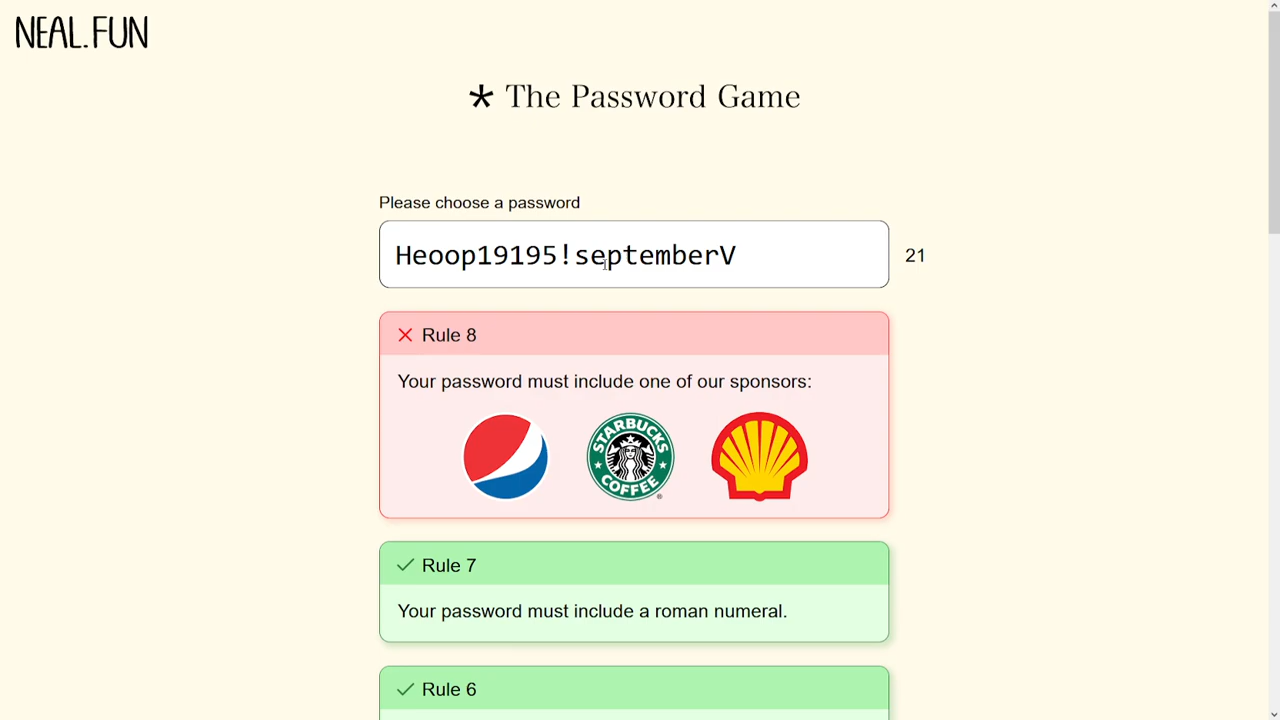 NEAL.FUN
* The Password Game
Please choose a password
Heoop19195!septemberV
21
Rule 8
Your password must include one of our sponsors:
STARBUCKS
COFFEE
®
Rule 7
Your password must include a roman numeral.
Rule 6